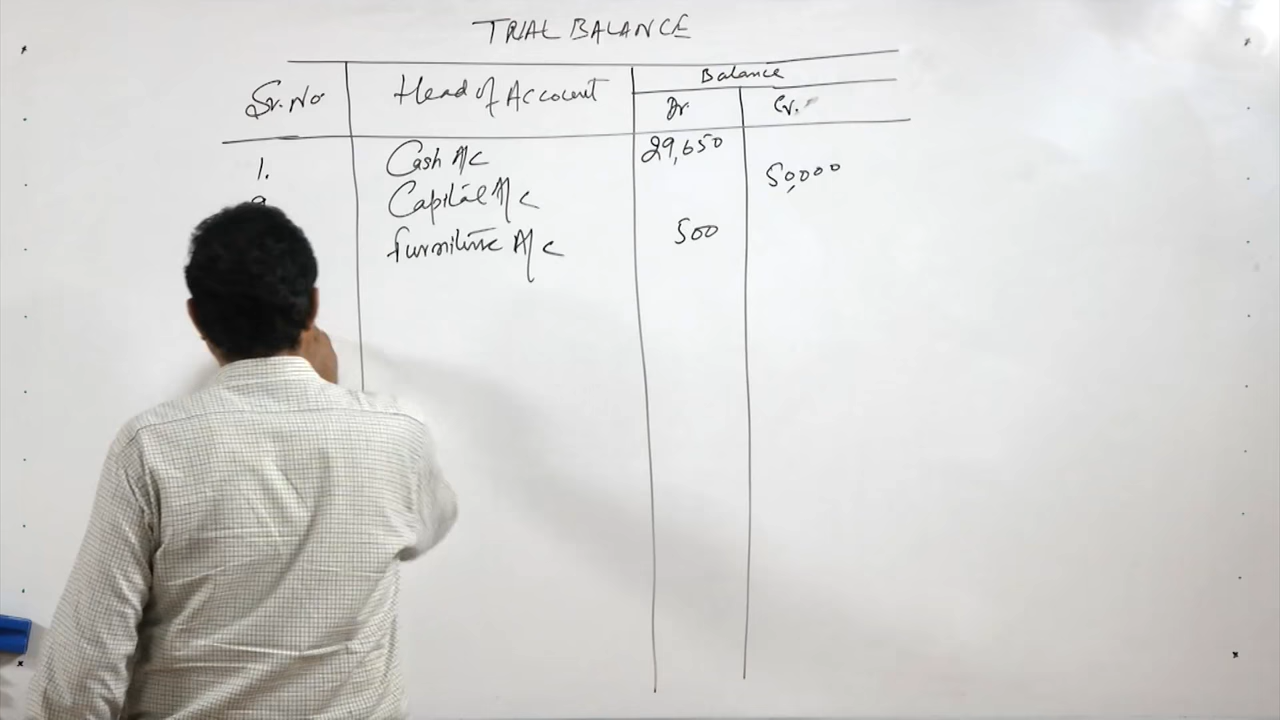 TRIAL BALANCE
Sr. No Head of Account Balance
Dr Cr.
1. Cash A/c 29,650
Capital A/c 50,000
Furniture A/c 500